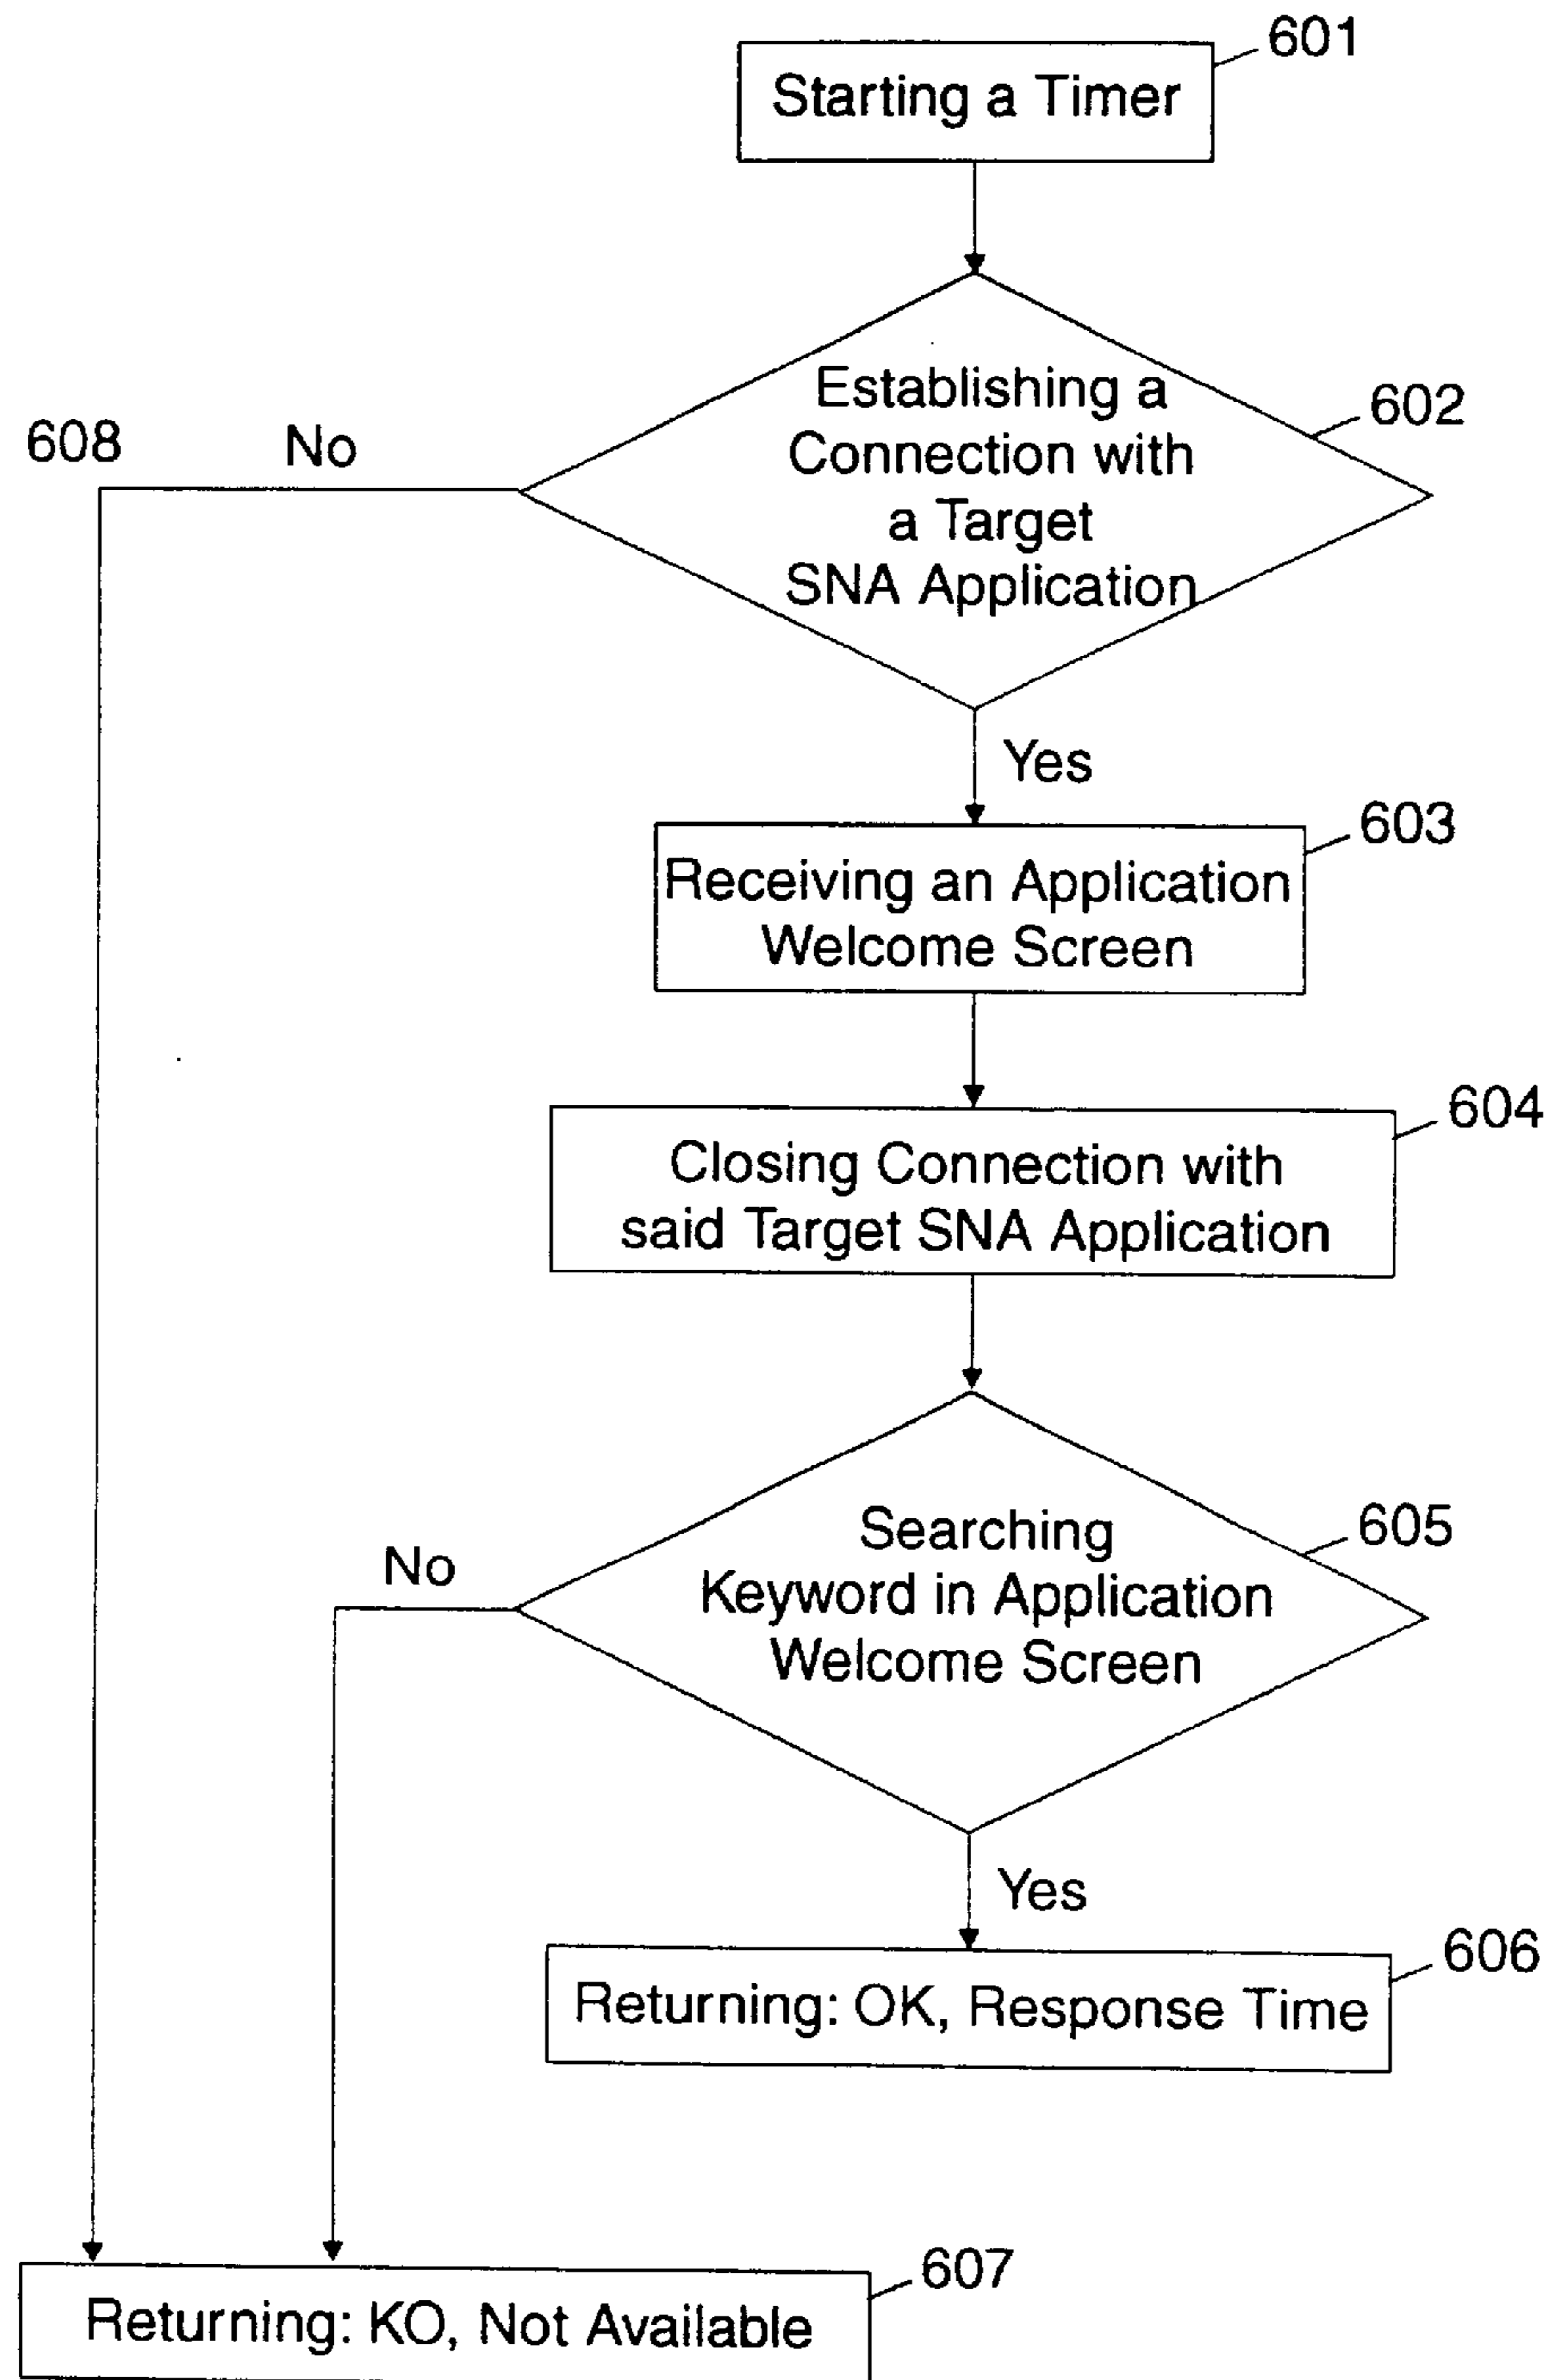 601
Starting a Timer
Establishing a
Connection with
a Target
SNA Application
602
608
No
Yes
603
Receiving an Application
Welcome Screen
604
Closing Connection with
said Target SNA Application
605
Searching
Keyword in Application
Welcome Screen
No
Yes
606
Returning: OK, Response Time
607
Returning: KO, Not Available